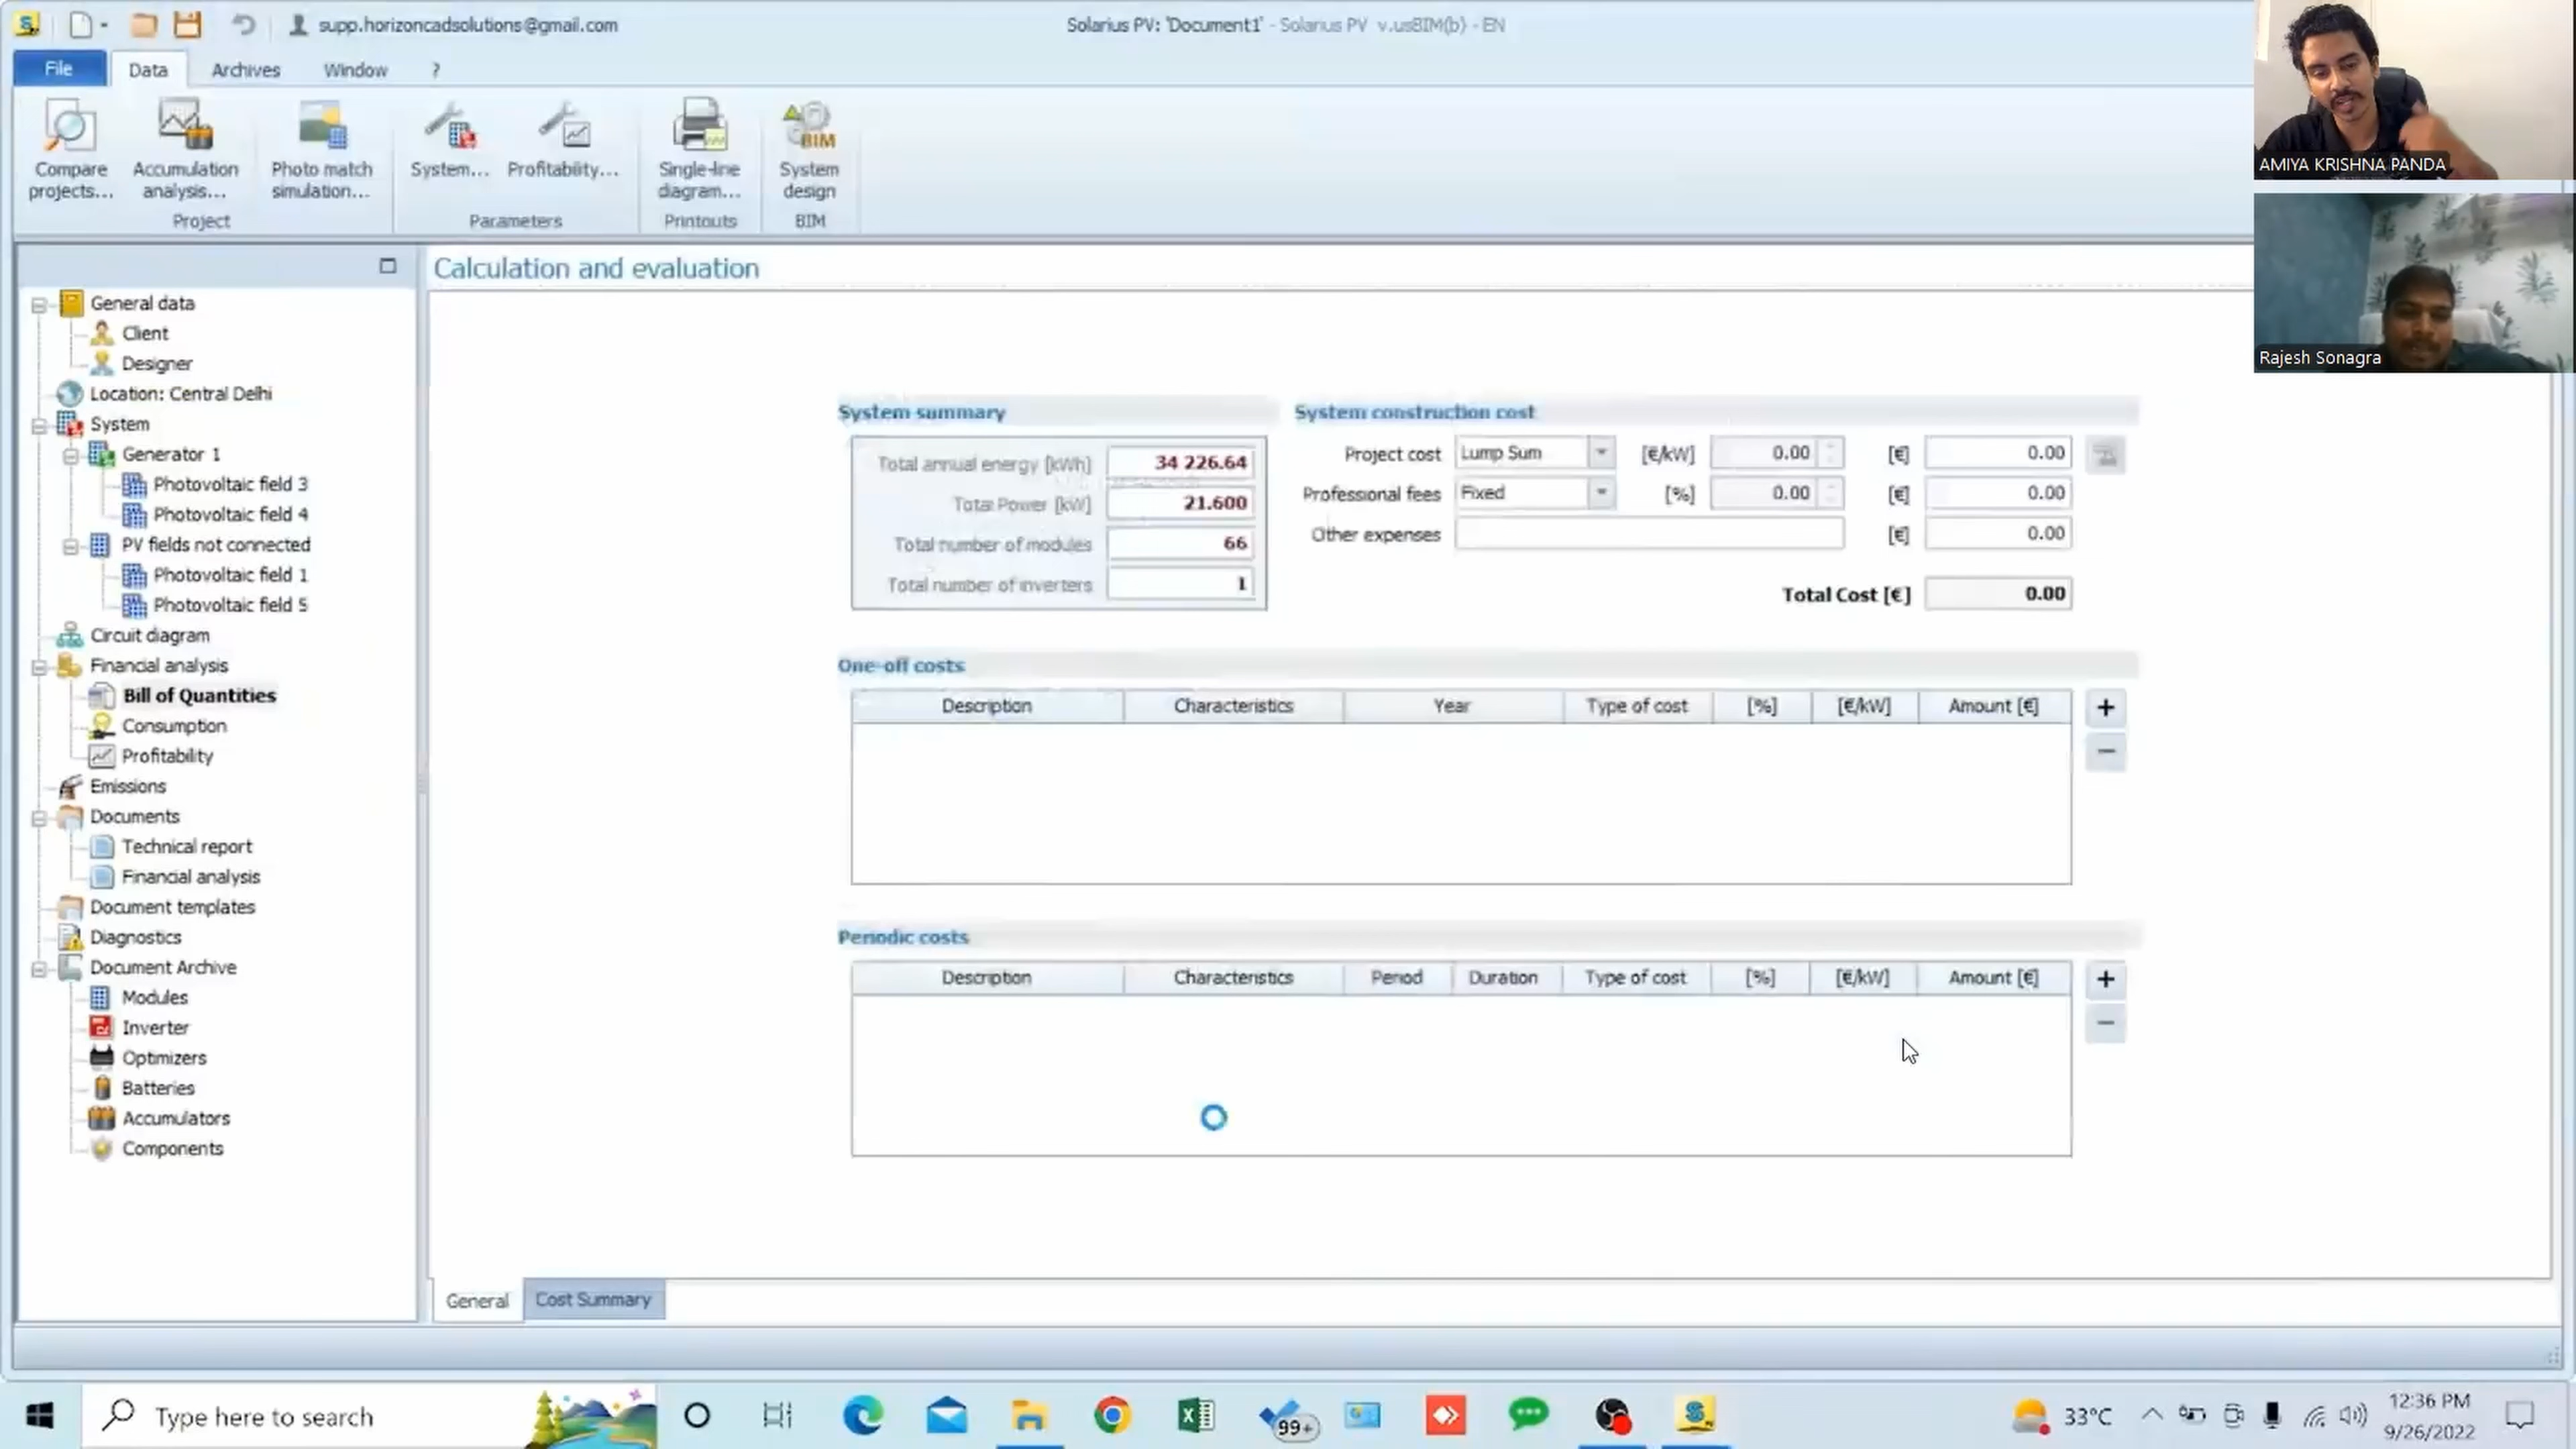 supp.horizoncadsolutions@gmail.com
Solarius PV: 'Document1' - Solarius PV v.usBIM(b) - EN
File
Data
Archives
Window
?
Compare projects...
Accumulation analysis...
Photo match simulation...
System...
Profitability...
Single-line diagram...
System design
BIM
Project
Parameters
Printouts
BIM
AMIYA KRISHNA PANDA
Rajesh Sonagra
General data
Client
Designer
Location: Central Delhi
System
Generator 1
Photovoltaic field 3
Photovoltaic field 4
PV fields not connected
Photovoltaic field 1
Photovoltaic field 5
Circuit diagram
Financial analysis
Bill of Quantities
Consumption
Profitability
Emissions
Documents
Technical report
Financial analysis
Document templates
Diagnostics
Document Archive
Modules
Inverter
Optimizers
Batteries
Accumulators
Components
Calculation and evaluation
System summary
Total annual energy [kWh] 34 226.64
Total Power [kW] 21.600
Total number of modules 66
Total number of inverters 1
System construction cost
Project cost Lump Sum [€/kW] 0.00 [€] 0.00
Professional fees Fixed [%] 0.00 [€] 0.00
Other expenses [€] 0.00
Total Cost [€] 0.00
One-off costs
Description Characteristics Year Type of cost [%] [€/kW] Amount [€]
+
−
Periodic costs
Description Characteristics Period Duration Type of cost [%] [€/kW] Amount [€]
+
−
General
Cost Summary
Type here to search
99+
33°C
12:36 PM
9/26/2022